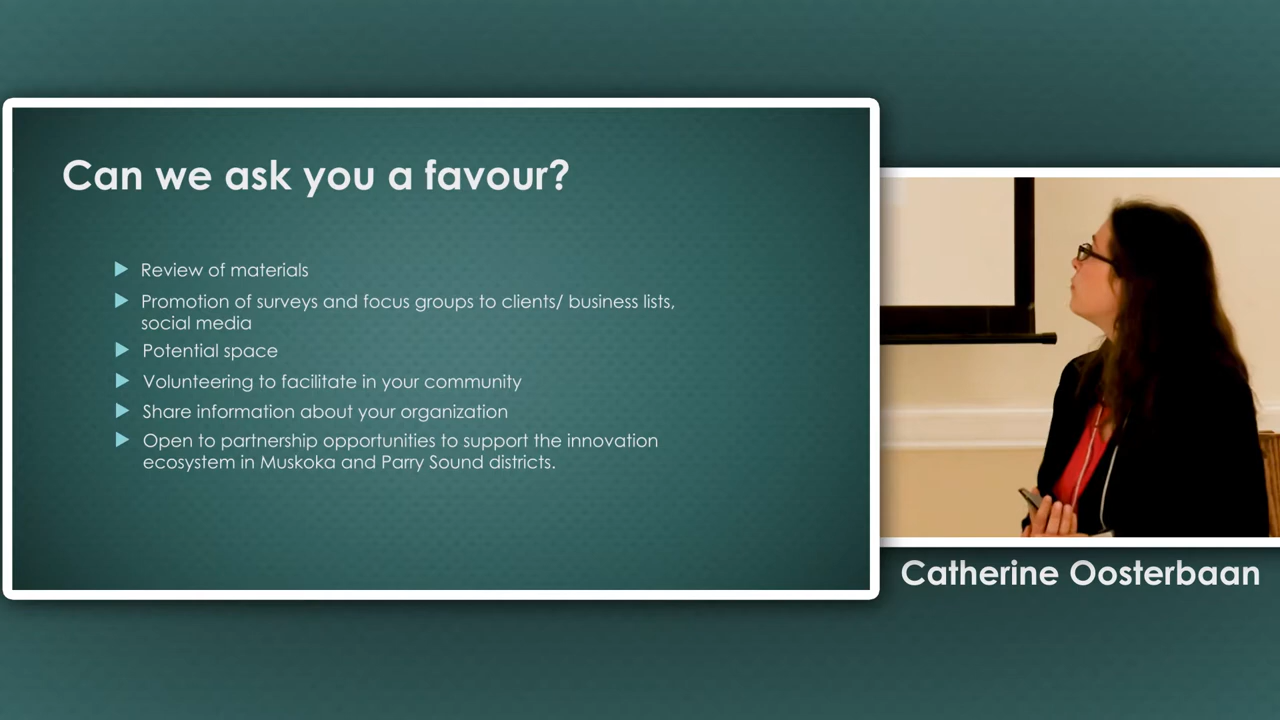 Can we ask you a favour?
Review of materials
Promotion of surveys and focus groups to clients/ business lists,
social media
Potential space
Volunteering to facilitate in your community
Share information about your organization
Open to partnership opportunities to support the innovation
ecosystem in Muskoka and Parry Sound districts.
Catherine Oosterbaan